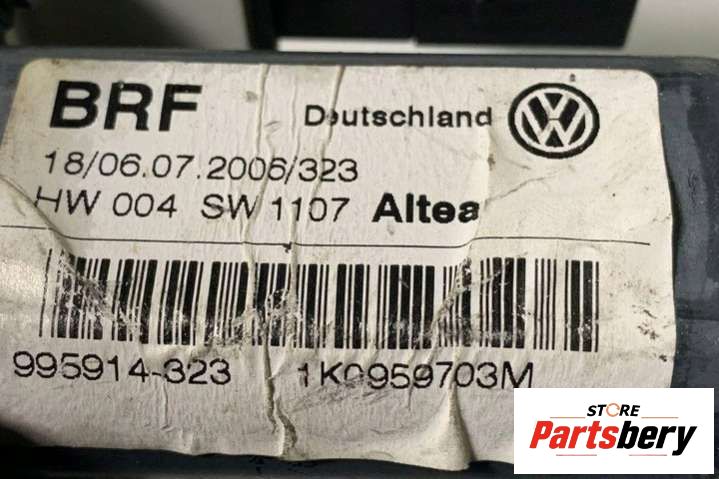 BRF Deutschland
18/06.07.2006/323
HW 004 SW 1107 Altea
995914-323 1K0959703M
STORE
Partsbery